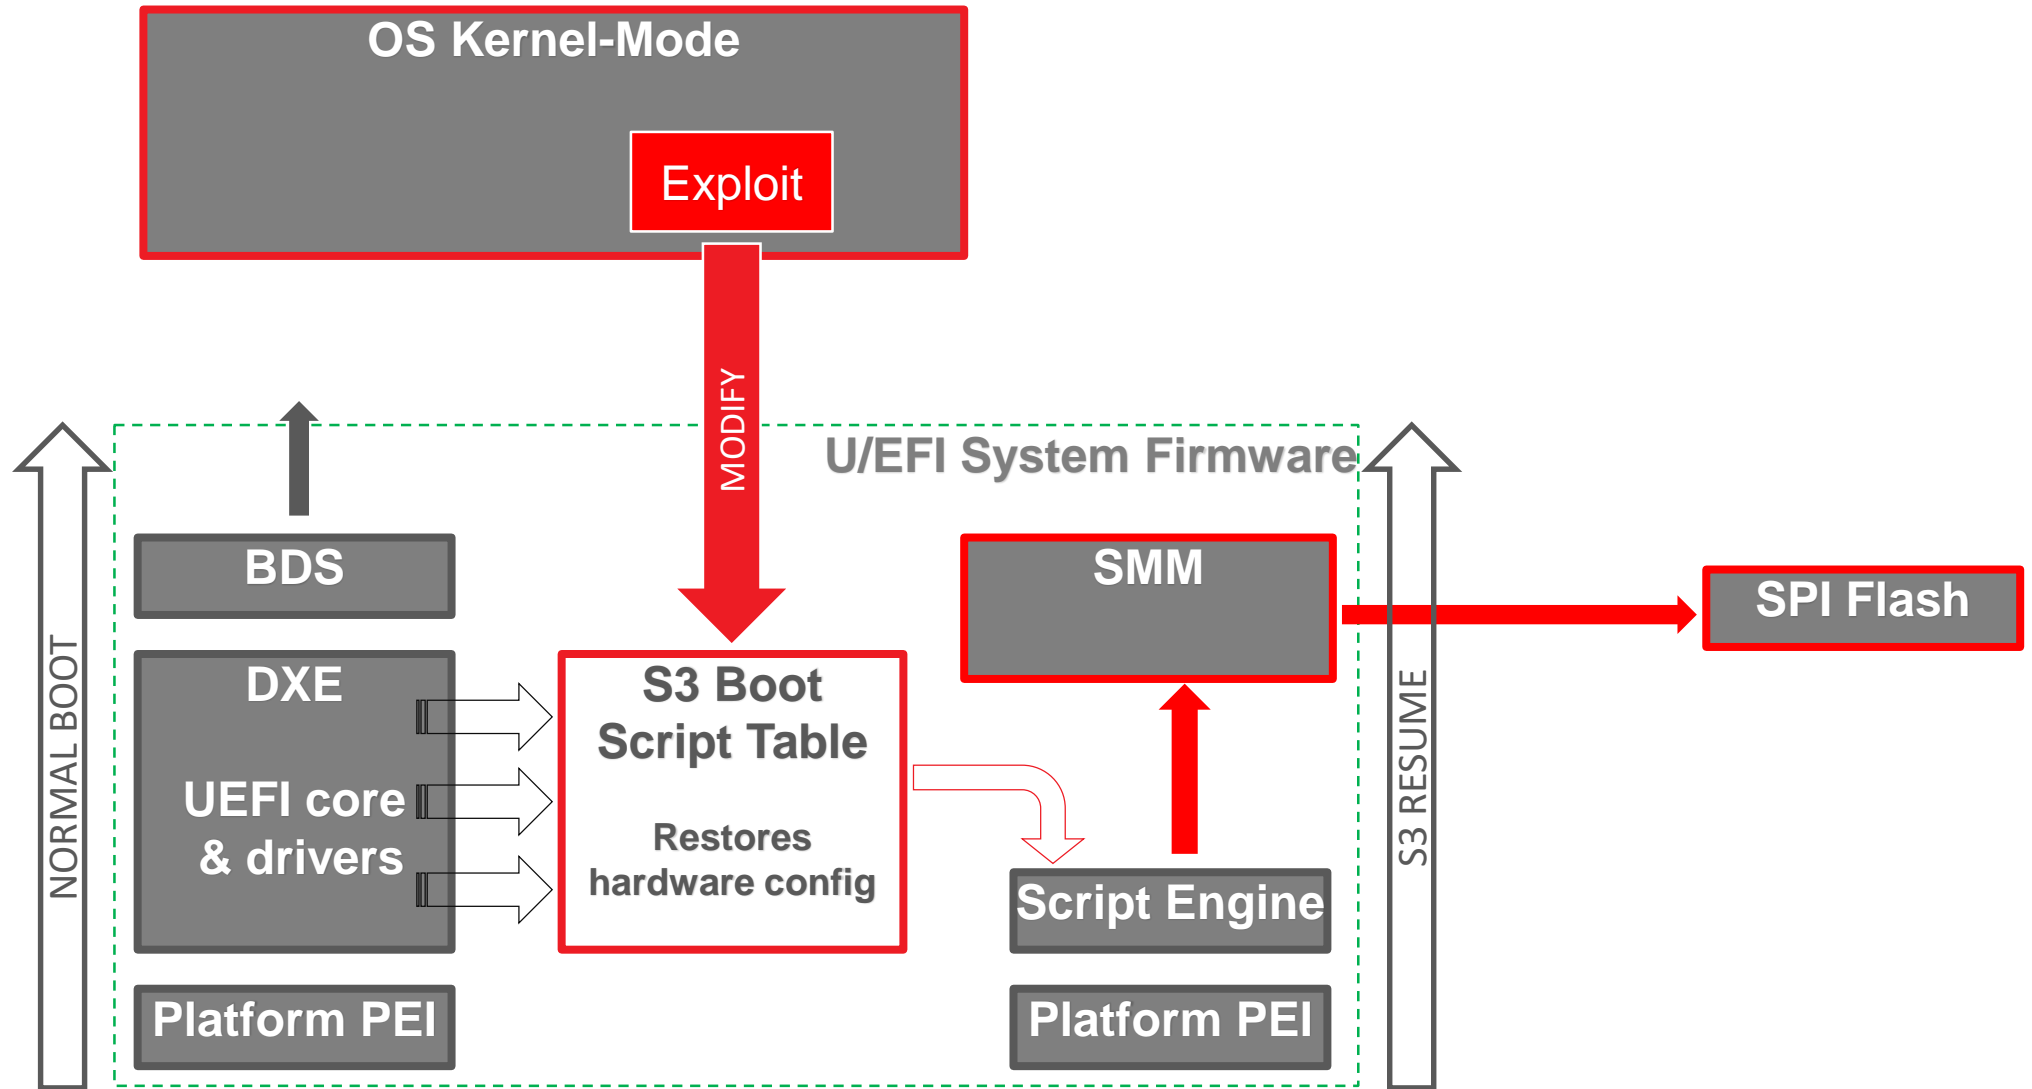 OS Kernel-Mode
Exploit
MODIFY
U/EFI System Firmware
NORMAL BOOT
BDS
DXE
UEFI core
& drivers
Platform PEI
S3 Boot
Script Table
Restores
hardware config
SMM
Script Engine
Platform PEI
S3 RESUME
SPI Flash